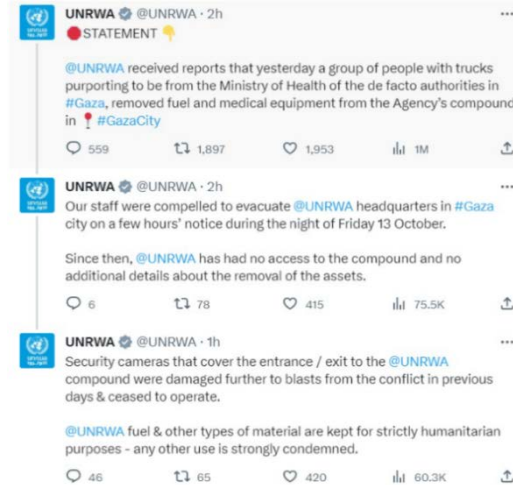 UNRWA @UNRWA · 2h
🛑STATEMENT 👇
@UNRWA received reports that yesterday a group of people with trucks
purporting to be from the Ministry of Health of the de facto authorities in
#Gaza, removed fuel and medical equipment from the Agency's compound
in 📍 #GazaCity
559 1,897 1,953 1M
UNRWA @UNRWA · 2h
Our staff were compelled to evacuate @UNRWA headquarters in #Gaza
city on a few hours' notice during the night of Friday 13 October.
Since then, @UNRWA has had no access to the compound and no
additional details about the removal of the assets.
6 78 415 75.5K
UNRWA @UNRWA · 1h
Security cameras that cover the entrance / exit to the @UNRWA
compound were damaged further to blasts from the conflict in previous
days & ceased to operate.
@UNRWA fuel & other types of material are kept for strictly humanitarian
purposes - any other use is strongly condemned.
46 65 420 60.3K